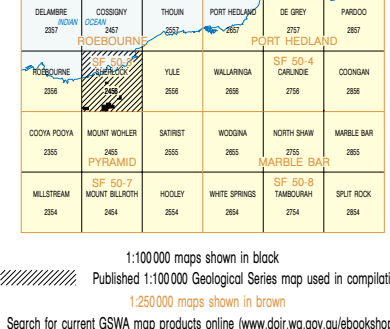 DELAMBRE COSSIGNY THOUIN PORT HEDLAND DE GREY PARDOO
INDIAN OCEAN
2357 2457 2557 2657 2757 2857
ROEBOURNE PORT HEDLAND
SF 50-4
ROEBOURNE SHERLOCK YULE WALLARINGA CARLINDIE COONGAN
2356 2456 2556 2656 2756 2856
COOYA POOYA MOUNT WOHLER SATIRIST WODGINA NORTH SHAW MARBLE BAR
2355 2455 2555 2655 2755 2855
PYRAMID MARBLE BAR
SF 50-7 SF 50-8
MILLSTREAM MOUNT BILLROTH HOOLEY WHITE SPRINGS TAMBOURAH SPLIT ROCK
2354 2454 2554 2654 2754 2854
1:100 000 maps shown in black
Published 1:100 000 Geological Series map used in compilati
1:250 000 maps shown in brown
Search for current GSWA map products online (www.doir.wa.gov.au/ebookshop